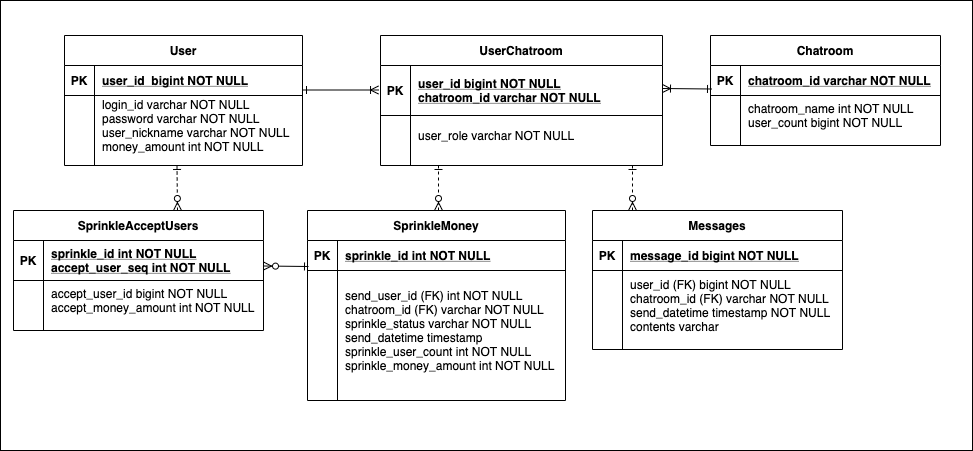 User
PK
user_id bigint NOT NULL
login_id varchar NOT NULL
password varchar NOT NULL
user_nickname varchar NOT NULL
money_amount int NOT NULL
UserChatroom
PK
user_id bigint NOT NULL
chatroom_id varchar NOT NULL
user_role varchar NOT NULL
Chatroom
PK
chatroom_id varchar NOT NULL
chatroom_name int NOT NULL
user_count bigint NOT NULL
SprinkleAcceptUsers
PK
sprinkle_id int NOT NULL
accept_user_seq int NOT NULL
accept_user_id bigint NOT NULL
accept_money_amount int NOT NULL
SprinkleMoney
PK
sprinkle_id int NOT NULL
send_user_id (FK) int NOT NULL
chatroom_id (FK) varchar NOT NULL
sprinkle_status varchar NOT NULL
send_datetime timestamp
sprinkle_user_count int NOT NULL
sprinkle_money_amount int NOT NULL
Messages
PK
message_id bigint NOT NULL
user_id (FK) bigint NOT NULL
chatroom_id (FK) varchar NOT NULL
send_datetime timestamp NOT NULL
contents varchar